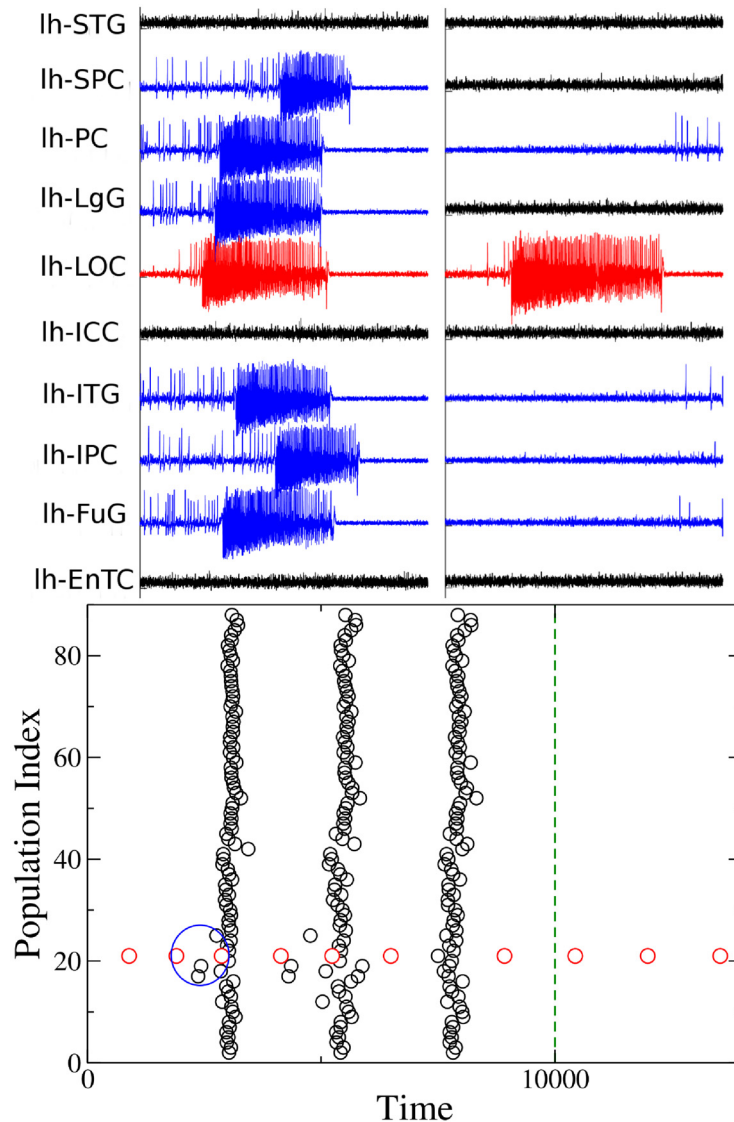 lh-STG
lh-SPC
lh-PC
lh-LgG
lh-LOC
lh-ICC
lh-ITG
lh-IPC
lh-FuG
lh-EnTC
80
60
40
20
0
Population Index
0
10000
Time